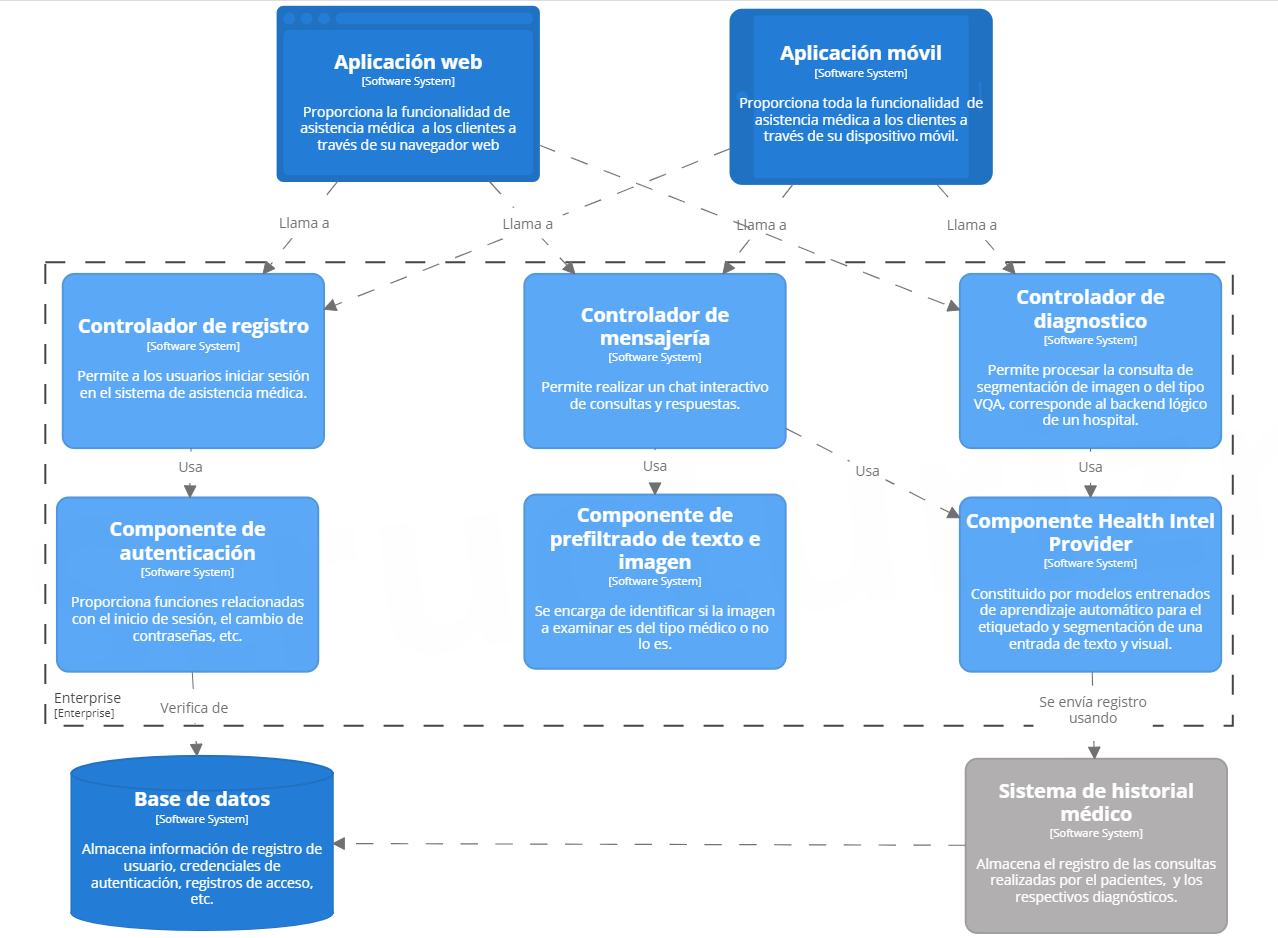 Aplicación web
[Software System]
Proporciona la funcionalidad de
asistencia médica a los clientes a
través de su navegador web
Aplicación móvil
[Software System]
Proporciona toda la funcionalidad de
asistencia médica a los clientes a
través de su dispositivo móvil.
Llama a
Llama a
Llama a
Llama a
Controlador de registro
[Software System]
Permite a los usuarios iniciar sesión
en el sistema de asistencia médica.
Controlador de
mensajería
[Software System]
Permite realizar un chat interactivo
de consultas y respuestas.
Controlador de
diagnostico
[Software System]
Permite procesar la consulta de
segmentación de imagen o del tipo
VQA, corresponde al backend lógico
de un hospital.
Usa
Usa
Usa
Usa
Componente de
autenticación
[Software System]
Proporciona funciones relacionadas
con el inicio de sesión, el cambio de
contraseñas, etc.
Componente de
prefiltrado de texto e
imagen
[Software System]
Se encarga de identificar si la imagen
a examinar es del tipo médico o no
lo es.
Componente Health Intel
Provider
[Software System]
Constituido por modelos entrenados
de aprendizaje automático para el
etiquetado y segmentación de una
entrada de texto y visual.
Enterprise
[Enterprise]
Verifica de
Se envía registro
usando
Base de datos
[Software System]
Almacena información de registro de
usuario, credenciales de
autenticación, registros de acceso,
etc.
Sistema de historial
médico
[Software System]
Almacena el registro de las consultas
realizadas por el pacientes, y los
respectivos diagnósticos.